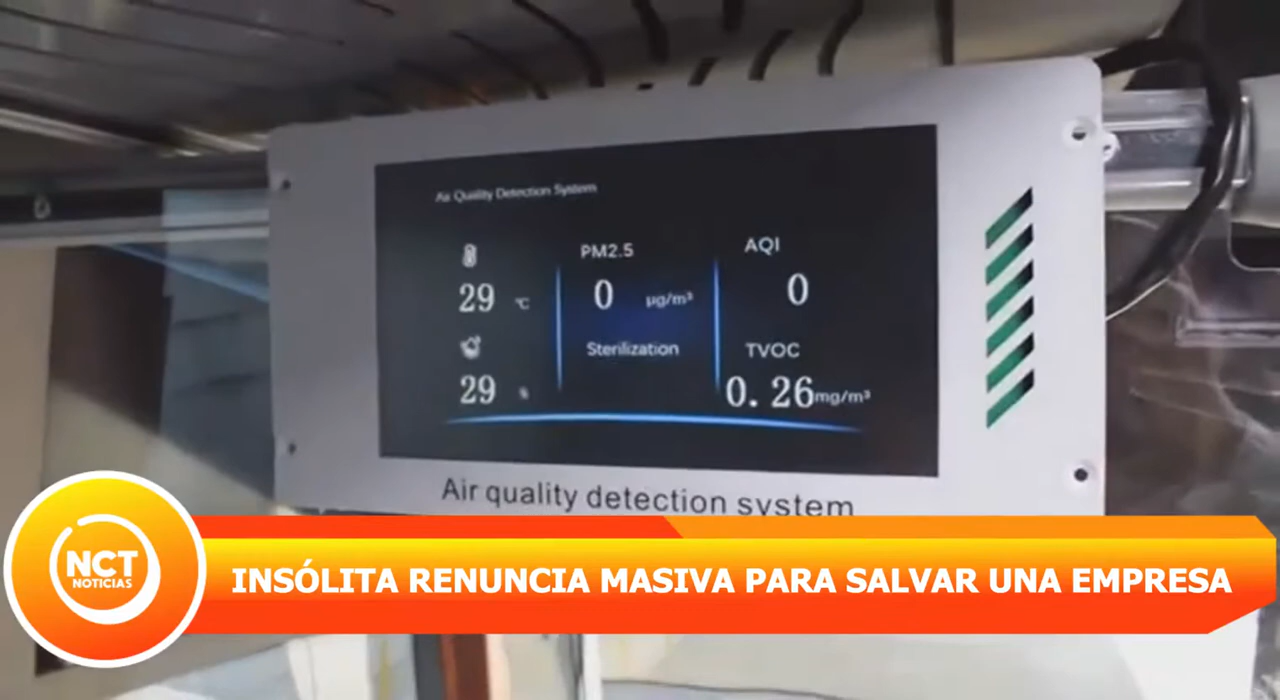 Air Quality Detection System
PM2.5
AQI
29 ℃
0 μg/m³
0
Sterilization
TVOC
29 %
0.26mg/m³
Air quality detection system
NCT
NOTICIAS
INSÓLITA RENUNCIA MASIVA PARA SALVAR UNA EMPRESA